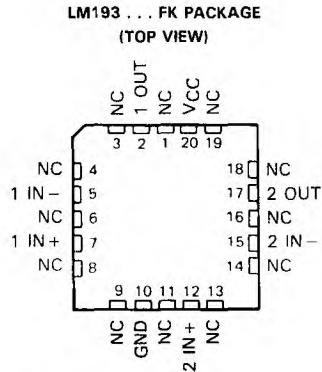 LM193 . . . FK PACKAGE
(TOP VIEW)
NC 1 OUT NC VCC NC
3 2 1 20 19
NC 4 18 NC
1 IN− 5 17 2 OUT
NC 6 16 NC
1 IN+ 7 15 2 IN−
NC 8 14 NC
9 10 11 12 13
NC GND NC 2 IN+ NC